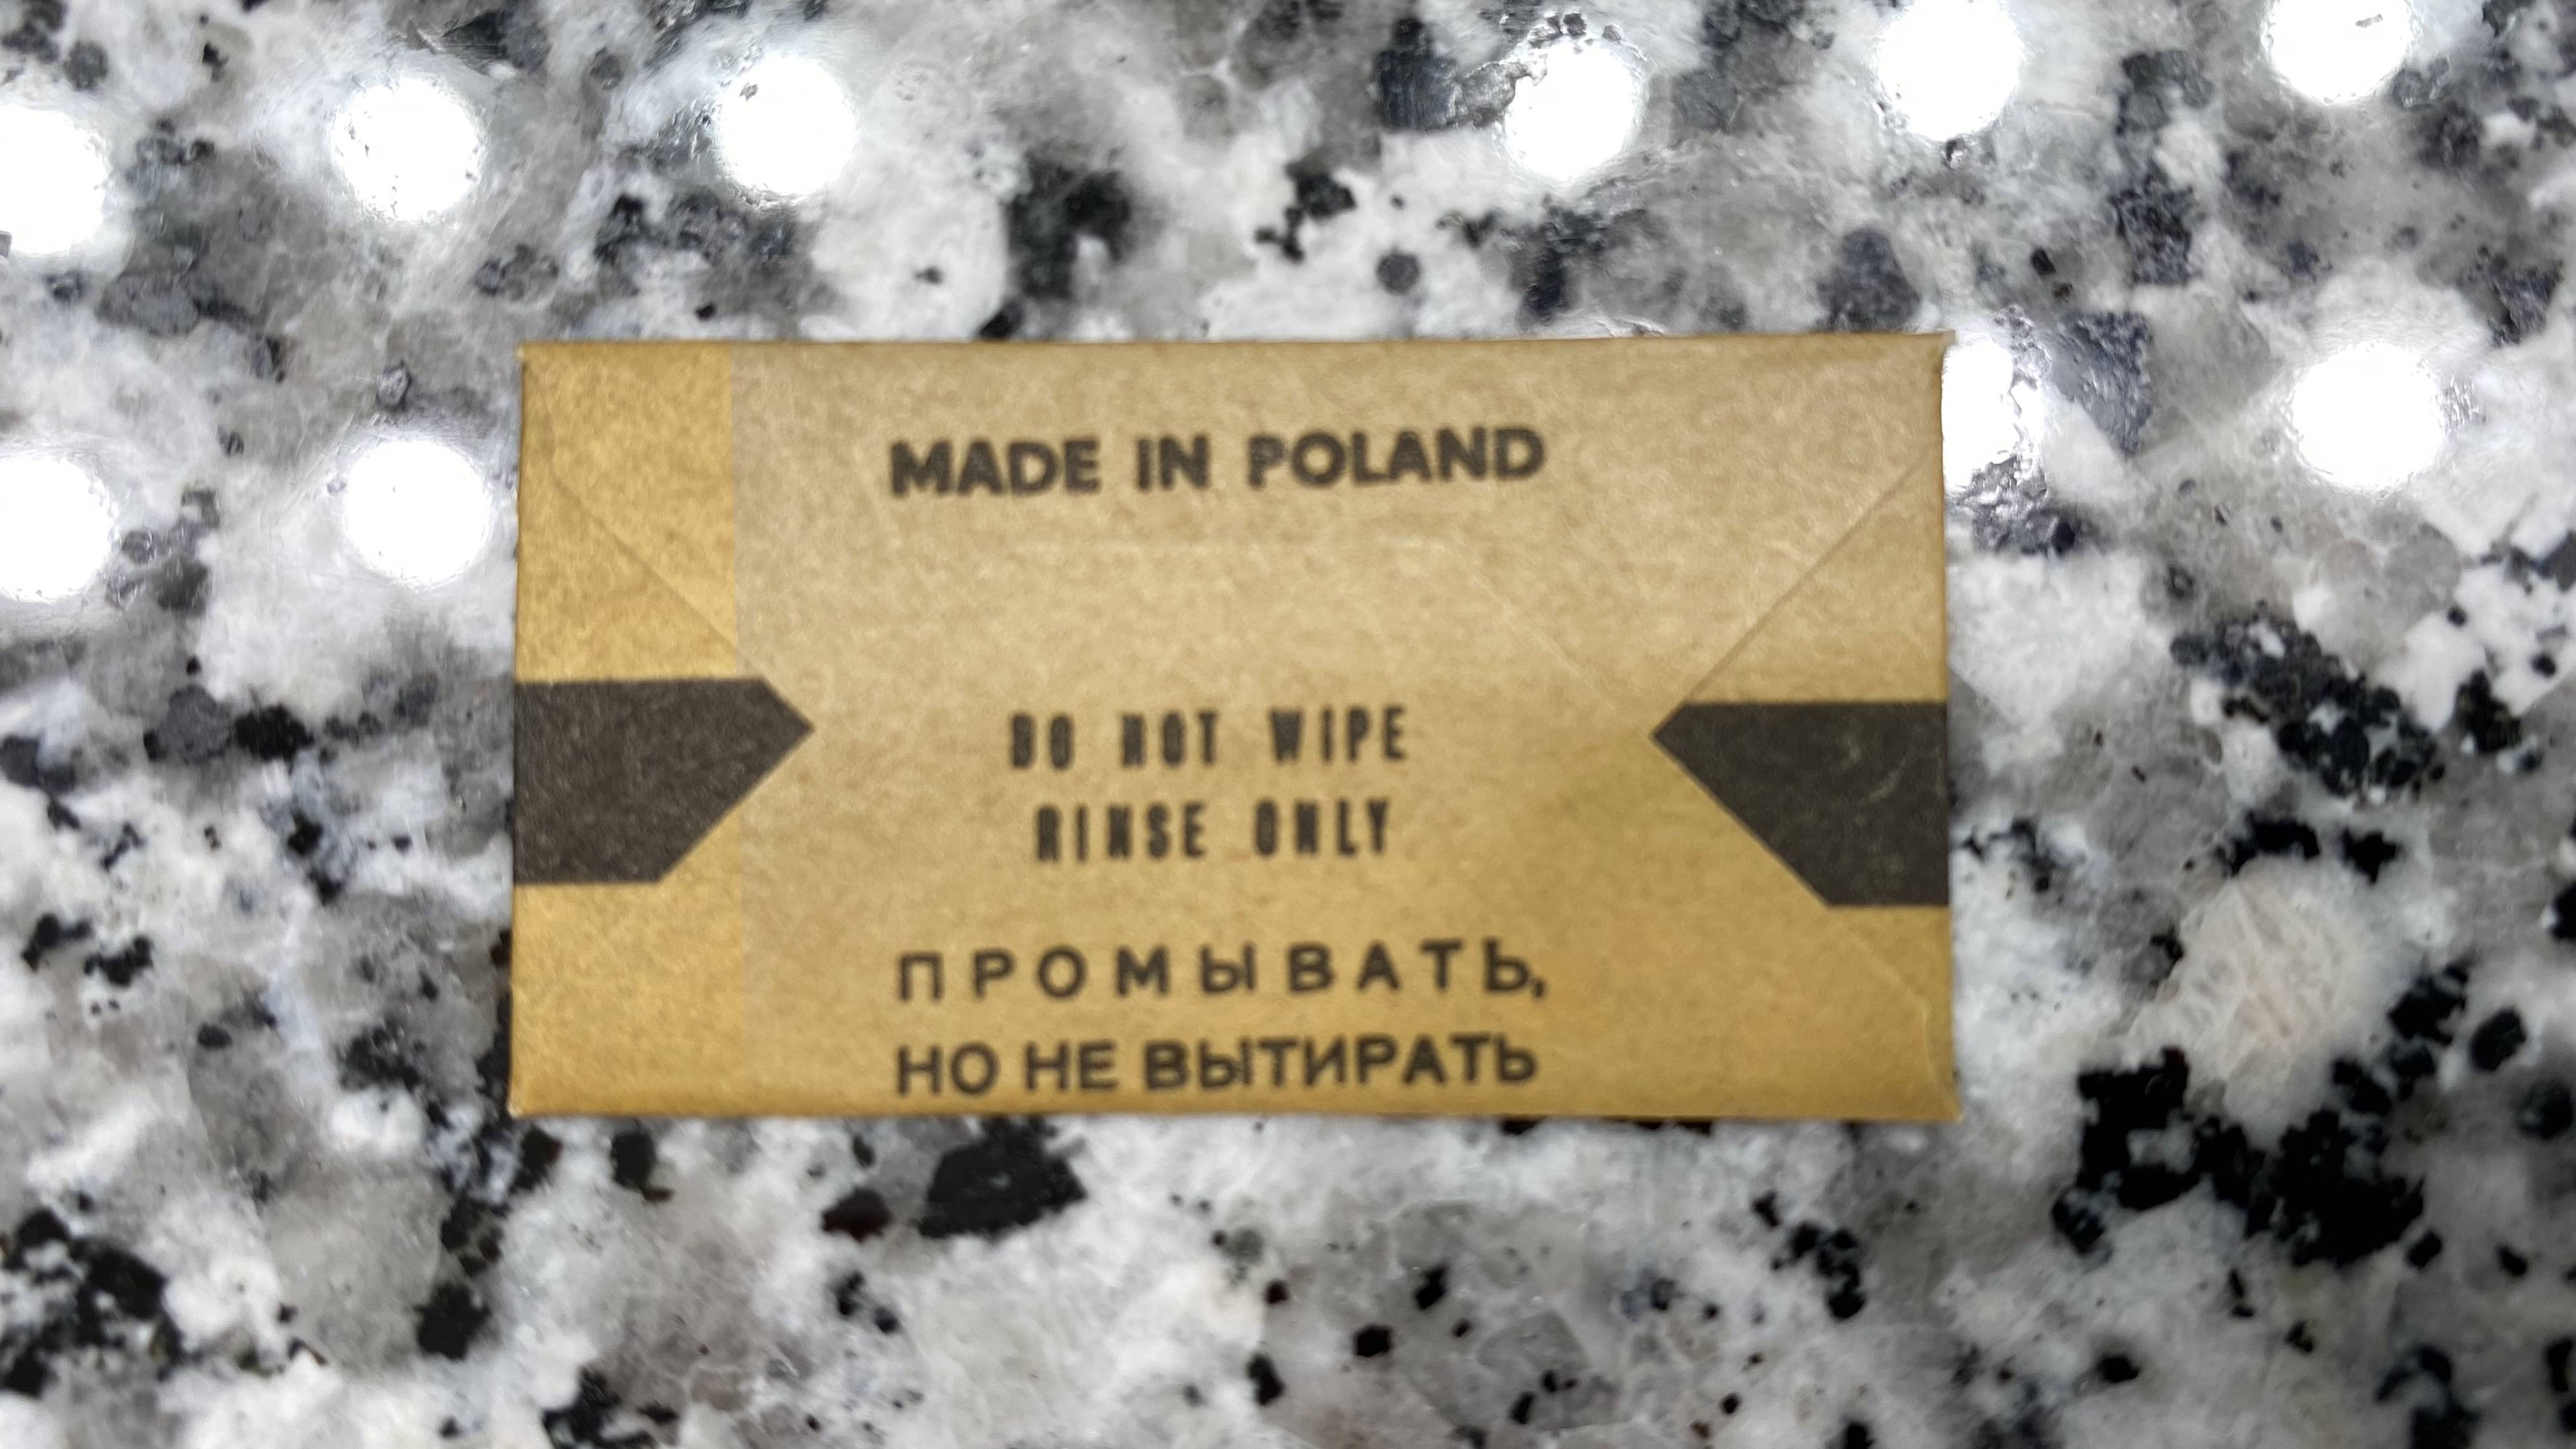 MADE IN POLAND
DO NOT WIPE
RINSE ONLY
ПРОМЫВАТЬ,
НО НЕ ВЫТИРАТЬ